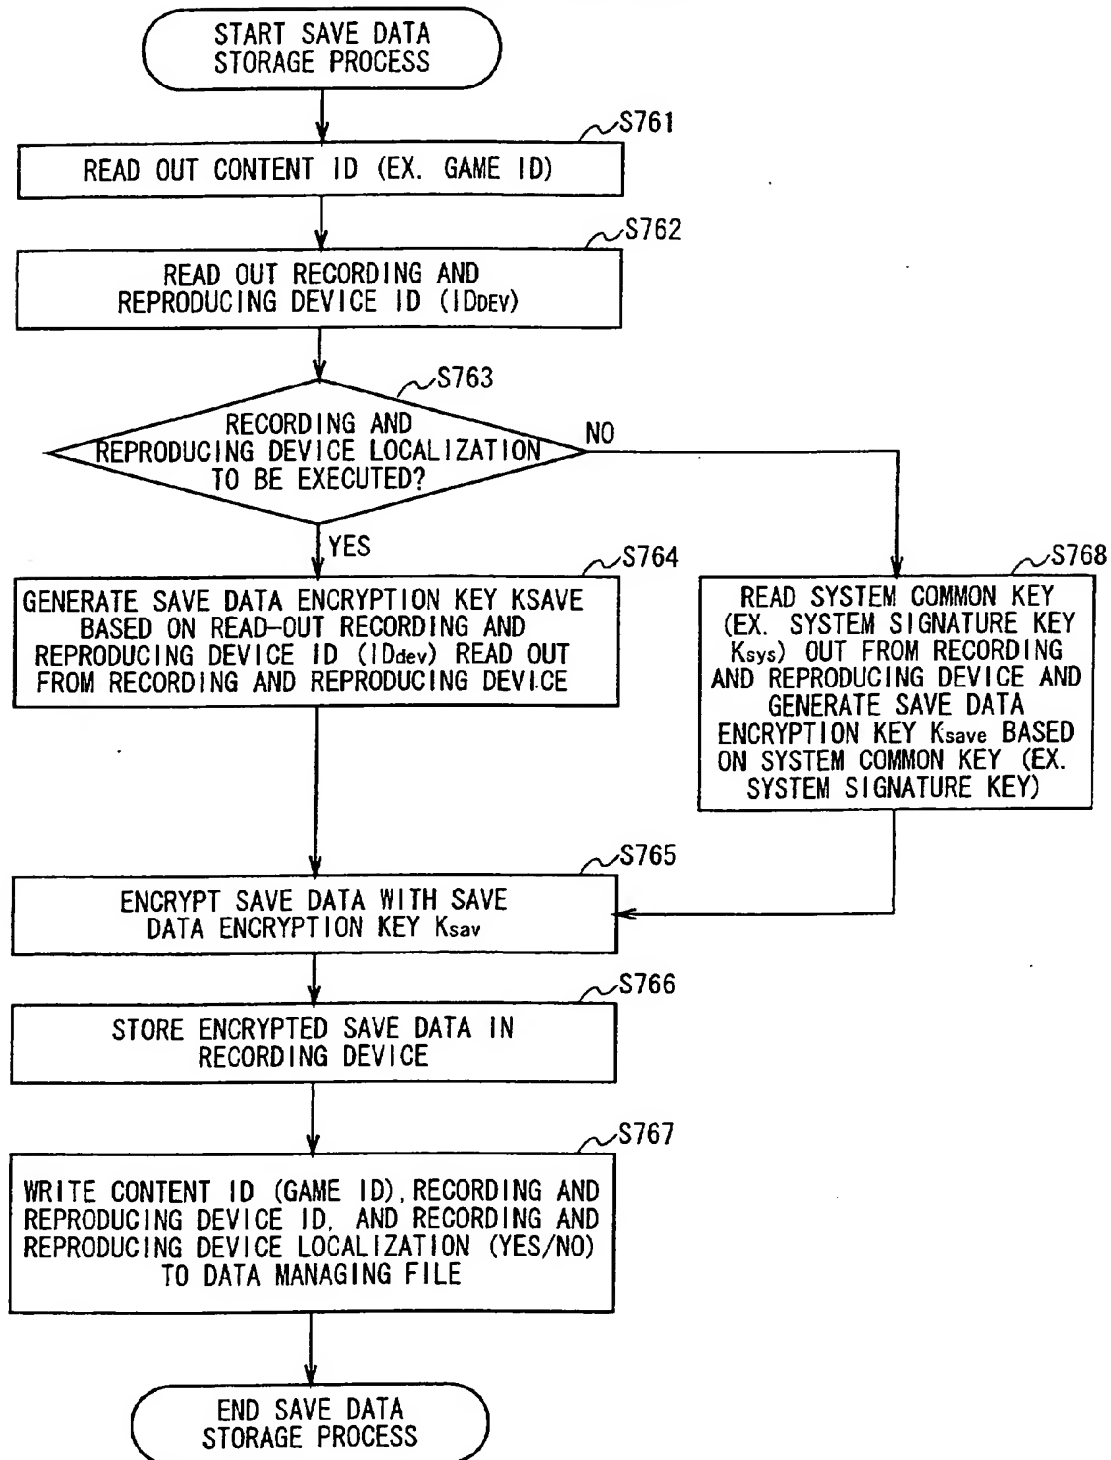 START SAVE DATA
STORAGE PROCESS
S761
READ OUT CONTENT ID (EX. GAME ID)
S762
READ OUT RECORDING AND
REPRODUCING DEVICE ID (IDDEV)
S763
RECORDING AND
REPRODUCING DEVICE LOCALIZATION
TO BE EXECUTED?
NO
YES
S764
GENERATE SAVE DATA ENCRYPTION KEY KSAVE
BASED ON READ-OUT RECORDING AND
REPRODUCING DEVICE ID (IDdev) READ OUT
FROM RECORDING AND REPRODUCING DEVICE
S768
READ SYSTEM COMMON KEY
(EX. SYSTEM SIGNATURE KEY
Ksys) OUT FROM RECORDING
AND REPRODUCING DEVICE AND
GENERATE SAVE DATA
ENCRYPTION KEY Ksave BASED
ON SYSTEM COMMON KEY (EX.
SYSTEM SIGNATURE KEY)
S765
ENCRYPT SAVE DATA WITH SAVE
DATA ENCRYPTION KEY Ksav
S766
STORE ENCRYPTED SAVE DATA IN
RECORDING DEVICE
S767
WRITE CONTENT ID (GAME ID), RECORDING AND
REPRODUCING DEVICE ID, AND RECORDING AND
REPRODUCING DEVICE LOCALIZATION (YES/NO)
TO DATA MANAGING FILE
END SAVE DATA
STORAGE PROCESS